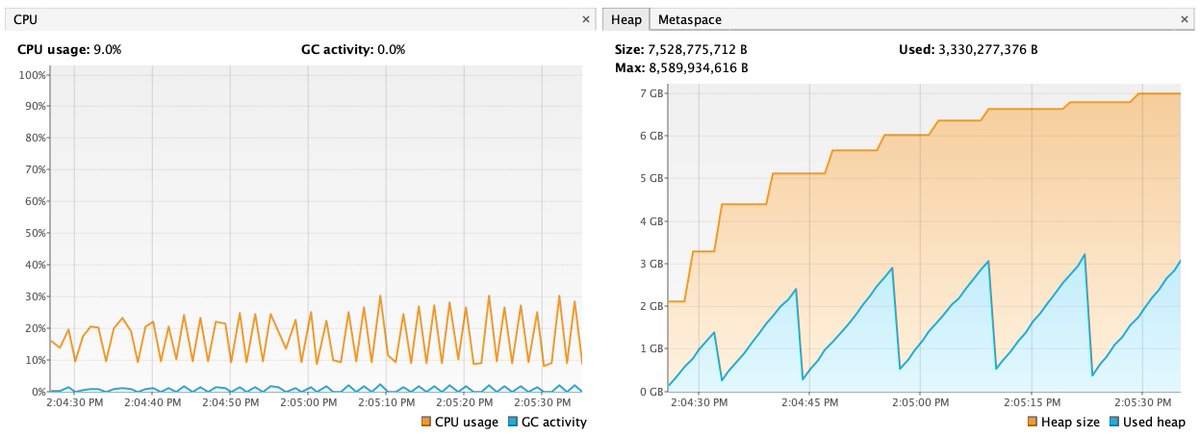 CPU ×
CPU usage: 9.0% GC activity: 0.0%
100%
90%
80%
70%
60%
50%
40%
30%
20%
10%
0%
2:04:30 PM 2:04:40 PM 2:04:50 PM 2:05:00 PM 2:05:10 PM 2:05:20 PM 2:05:30 PM
CPU usage GC activity
Heap Metaspace ×
Size: 7,528,775,712 B Used: 3,330,277,376 B
Max: 8,589,934,616 B
7 GB
6 GB
5 GB
4 GB
3 GB
2 GB
1 GB
0 GB
2:04:30 PM 2:04:45 PM 2:05:00 PM 2:05:15 PM 2:05:30 PM
Heap size Used heap